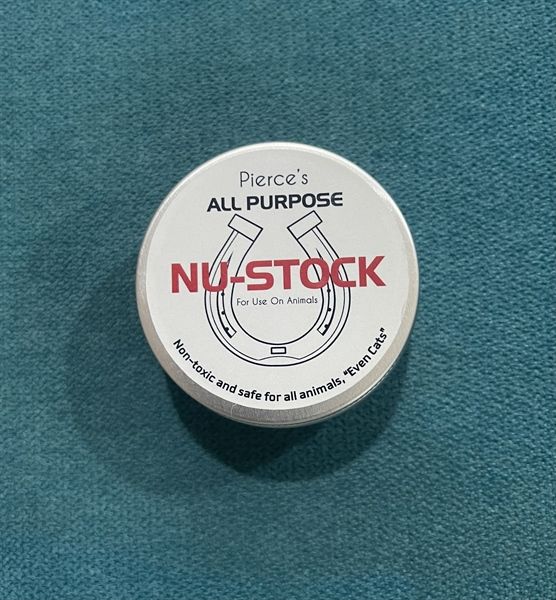 Pierce's
ALL PURPOSE
NU-STOCK
For Use On Animals
Non-toxic and safe for all animals, "Even Cats"